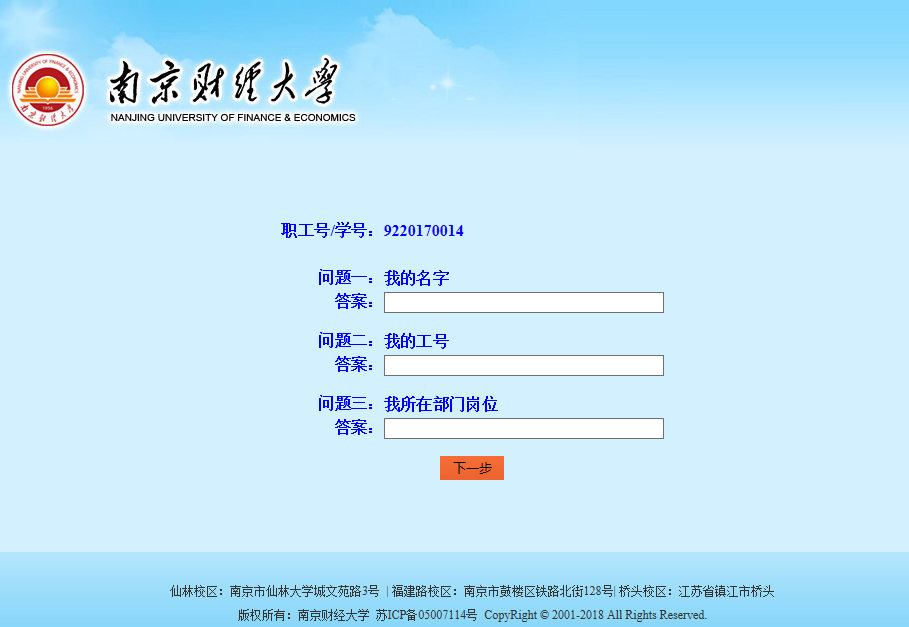 南京财经大学
NANJING UNIVERSITY OF FINANCE & ECONOMICS
职工号/学号：9220170014
问题一：我的名字
答案：
问题二：我的工号
答案：
问题三：我所在部门岗位
答案：
下一步
仙林校区：南京市仙林大学城文苑路3号 | 福建路校区：南京市鼓楼区铁路北街128号| 桥头校区：江苏省镇江市桥头
版权所有：南京财经大学 苏ICP备05007114号 CopyRight © 2001-2018 All Rights Reserved.